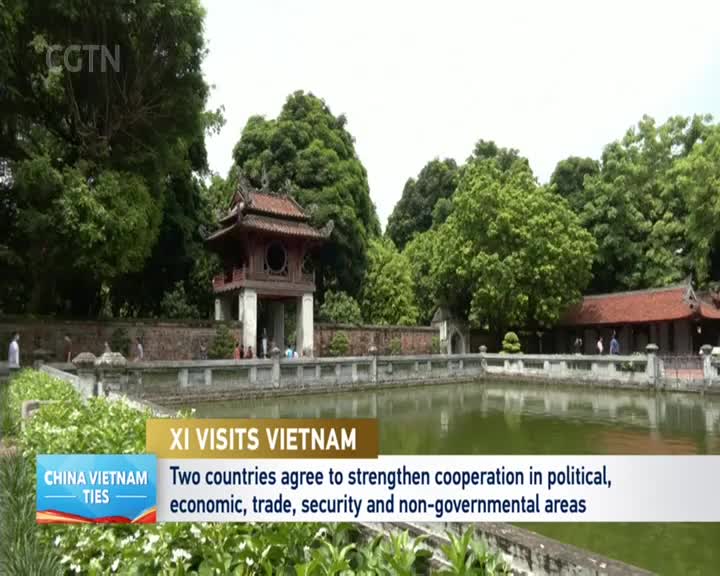 CGTN
XI VISITS VIETNAM
CHINA VIETNAM
TIES
Two countries agree to strengthen cooperation in political,
economic, trade, security and non-governmental areas